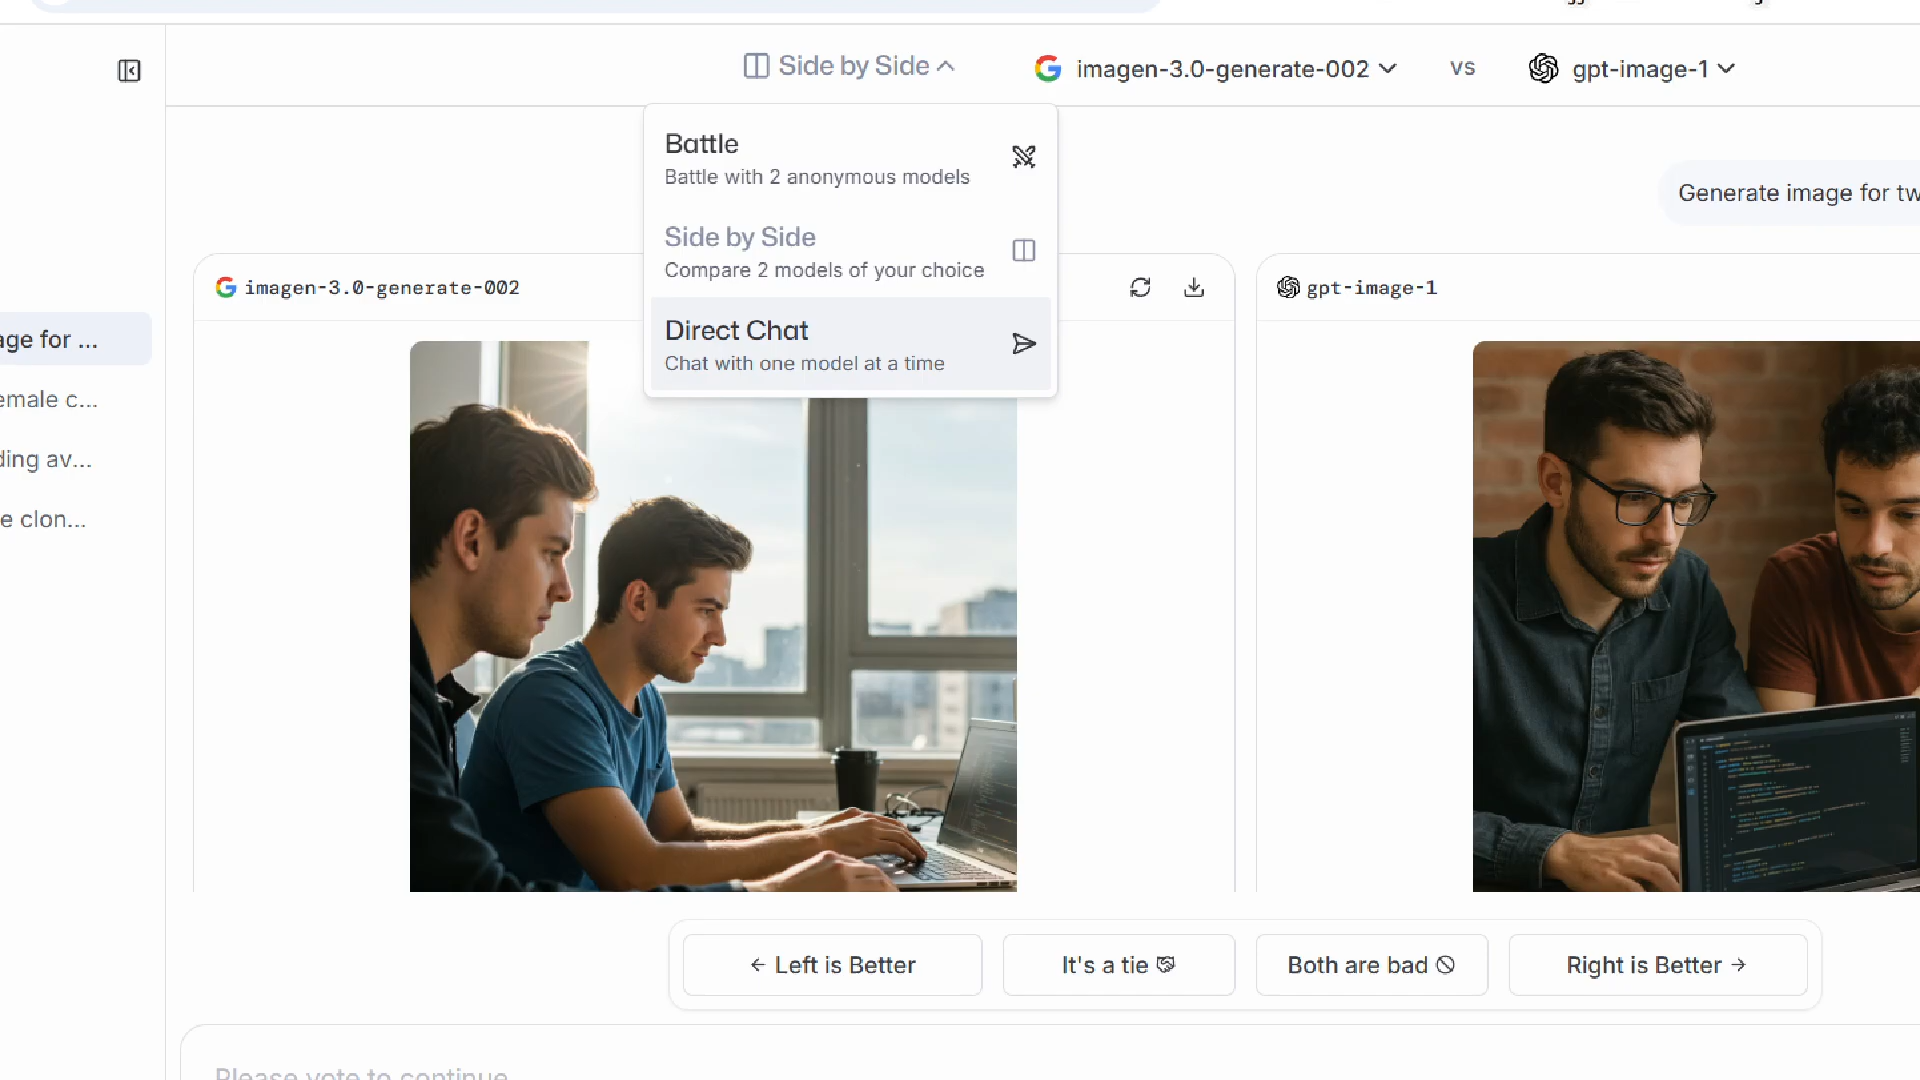 Side by Side
imagen-3.0-generate-002
vs
gpt-image-1
Battle
Battle with 2 anonymous models
Side by Side
Compare 2 models of your choice
Direct Chat
Chat with one model at a time
Generate image for tw
age for ...
emale c...
ding av...
e clon...
imagen-3.0-generate-002
gpt-image-1
← Left is Better
It's a tie
Both are bad
Right is Better →
Please vote to continue